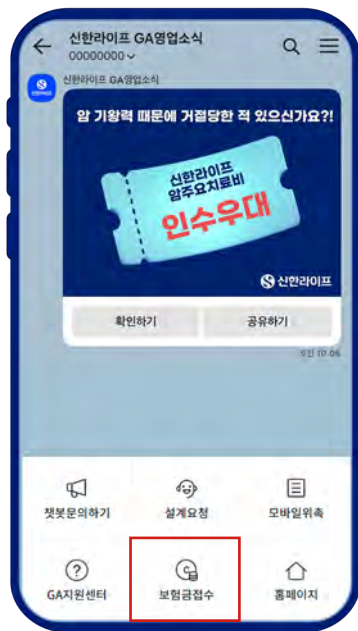 신한라이프 GA영업소식
00000000
신한라이프 GA영업소식
암 기왕력 때문에 거절당한 적 있으신가요?!
신한라이프
암주요치료비
인수우대
신한라이프
확인하기
공유하기
오전 10:06
챗봇문의하기
설계요청
모바일위촉
GA지원센터
보험금접수
홈페이지